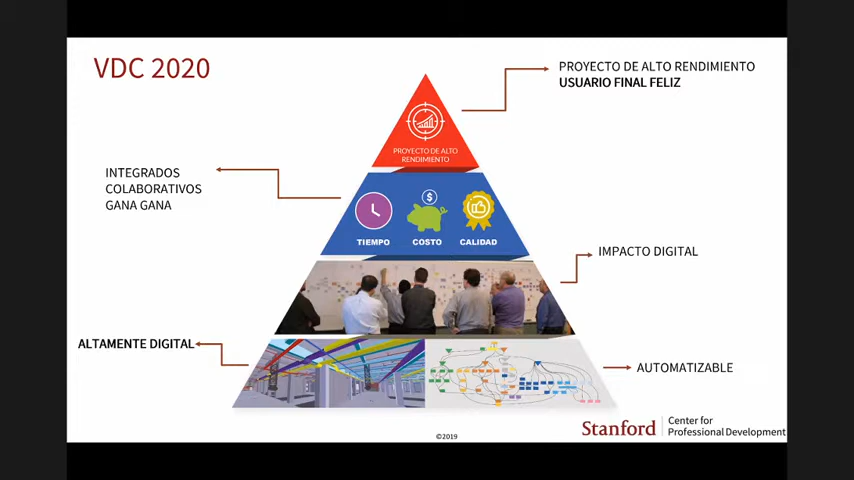 VDC 2020
PROYECTO DE ALTO RENDIMIENTO
USUARIO FINAL FELIZ
PROYECTO DE ALTO
RENDIMIENTO
INTEGRADOS
COLABORATIVOS
GANA GANA
$
TIEMPO
COSTO
CALIDAD
IMPACTO DIGITAL
ALTAMENTE DIGITAL
AUTOMATIZABLE
©2019
Stanford
Center for
Professional Development